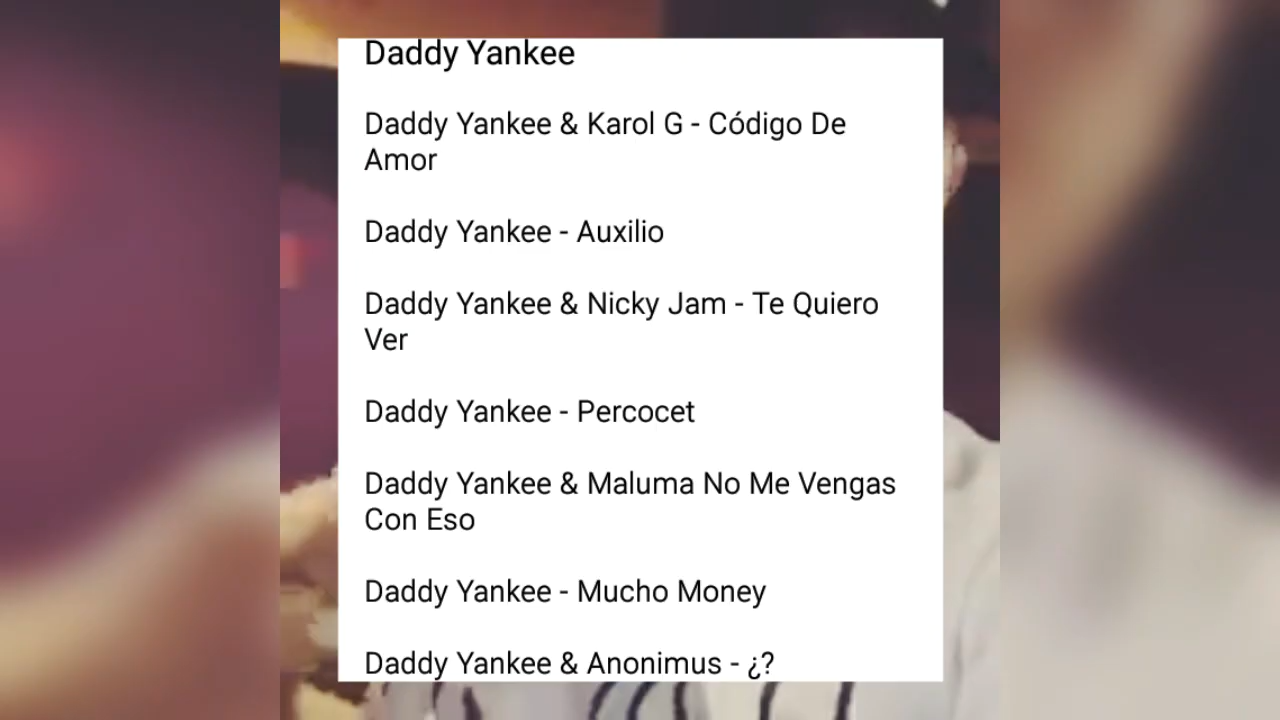 Daddy Yankee
Daddy Yankee & Karol G - Código De
Amor
Daddy Yankee - Auxilio
Daddy Yankee & Nicky Jam - Te Quiero
Ver
Daddy Yankee - Percocet
Daddy Yankee & Maluma No Me Vengas
Con Eso
Daddy Yankee - Mucho Money
Daddy Yankee & Anonimus - ¿?